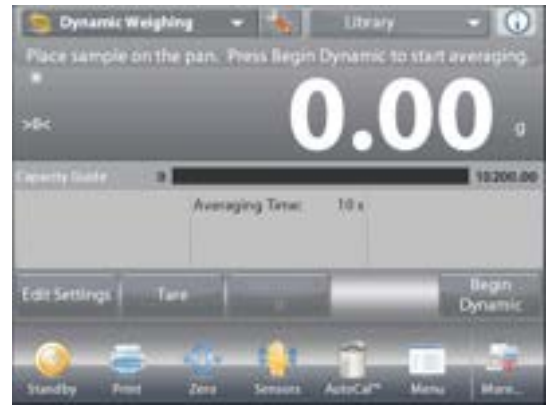 Dynamic Weighing Library
Place sample on the pan. Press Begin Dynamic to start averaging.
*
>0< 0.00 g
Capacity Guide 0 10200.00
Averaging Time: 10 s
Edit Settings Tare Begin Dynamic
Standby Print Zero Sensors AutoCal™ Menu More...